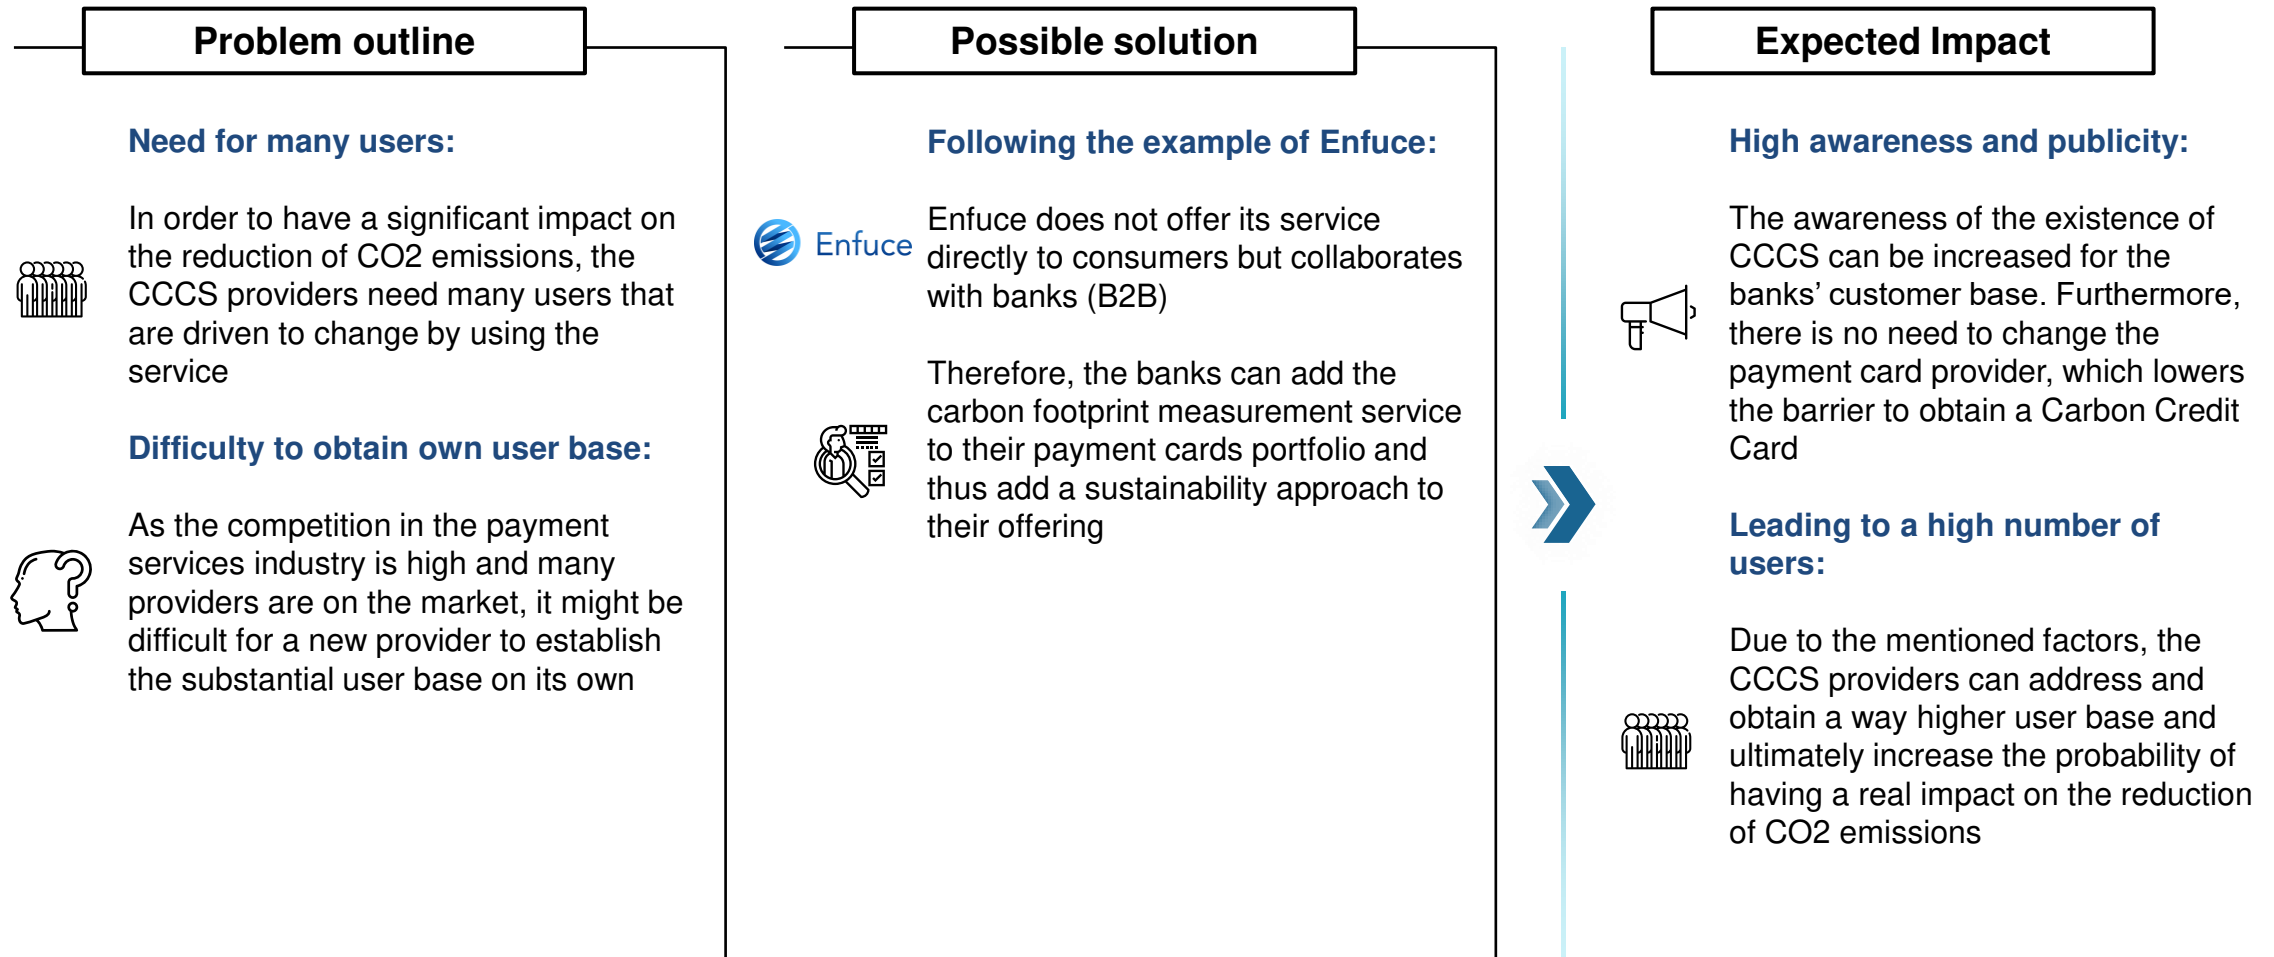 Problem outline
Need for many users:
In order to have a significant impact on
the reduction of CO2 emissions, the
CCCS providers need many users that
are driven to change by using the
service
Difficulty to obtain own user base:
As the competition in the payment
services industry is high and many
providers are on the market, it might be
difficult for a new provider to establish
the substantial user base on its own
Possible solution
Following the example of Enfuce:
Enfuce
Enfuce does not offer its service
directly to consumers but collaborates
with banks (B2B)
Therefore, the banks can add the
carbon footprint measurement service
to their payment cards portfolio and
thus add a sustainability approach to
their offering
Expected Impact
High awareness and publicity:
The awareness of the existence of
CCCS can be increased for the
banks’ customer base. Furthermore,
there is no need to change the
payment card provider, which lowers
the barrier to obtain a Carbon Credit
Card
Leading to a high number of
users:
Due to the mentioned factors, the
CCCS providers can address and
obtain a way higher user base and
ultimately increase the probability of
having a real impact on the reduction
of CO2 emissions